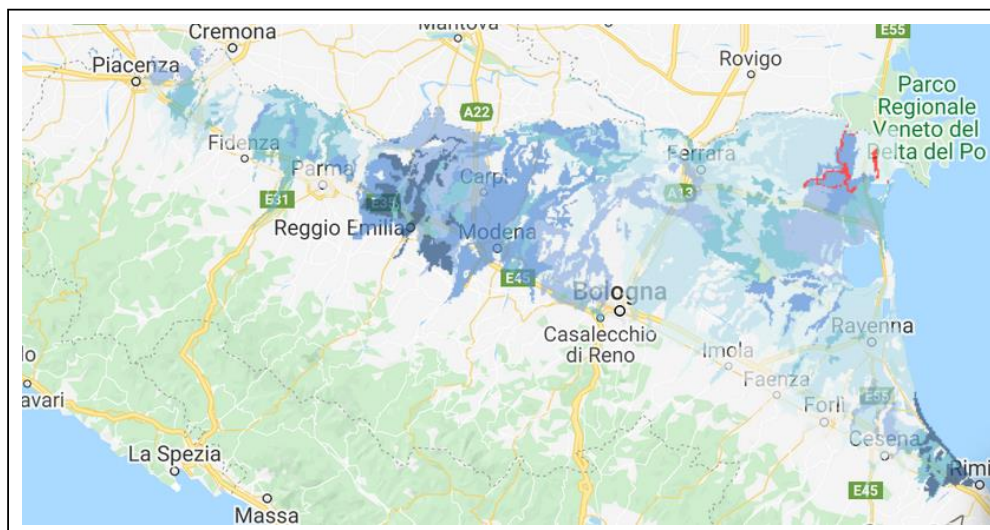 E55
Cremona
Mantova
Rovigo
Piacenza
Parco
Regionale
Veneto del
Delta del Po
A22
Fidenza
Ferrara
Parma
Carpi
A13
E31
E35
Reggio Emilia
Modena
E45
Bologna
Casalecchio
di Reno
Ravenna
Imola
Faenza
E55
Forlì
Cesena
lo
avari
La Spezia
Rimi
E45
Massa